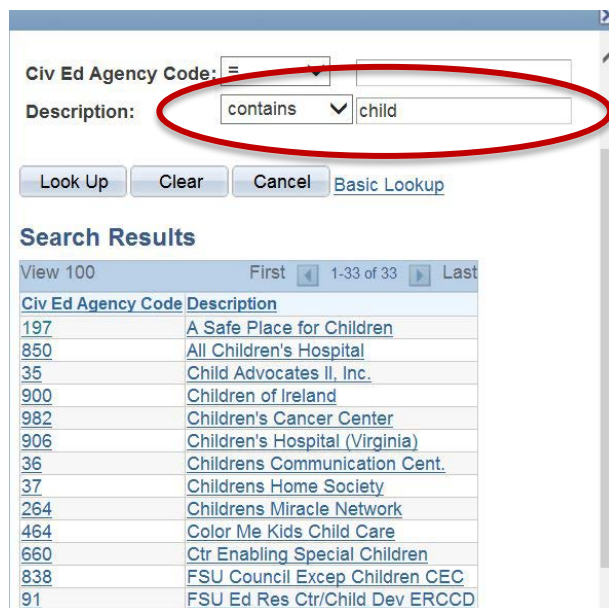 Civ Ed Agency Code: =
Description: contains child
Look Up Clear Cancel Basic Lookup
Search Results
View 100 First 1-33 of 33 Last
Civ Ed Agency Code Description
197 A Safe Place for Children
850 All Children's Hospital
35 Child Advocates II, Inc.
900 Children of Ireland
982 Children's Cancer Center
906 Children's Hospital (Virginia)
36 Childrens Communication Cent.
37 Childrens Home Society
264 Childrens Miracle Network
464 Color Me Kids Child Care
660 Ctr Enabling Special Children
838 FSU Council Excep Children CEC
91 FSU Ed Res Ctr/Child Dev ERCCD